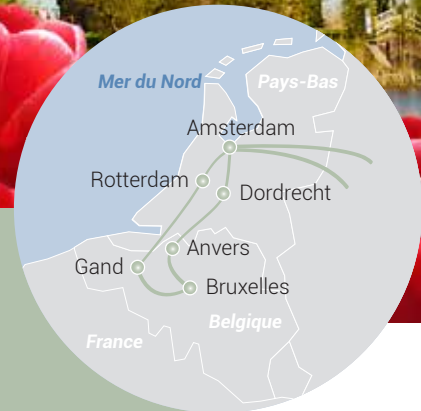 Mer du Nord
Pays-Bas
Amsterdam
Rotterdam
Dordrecht
Anvers
Gand
Bruxelles
Belgique
France